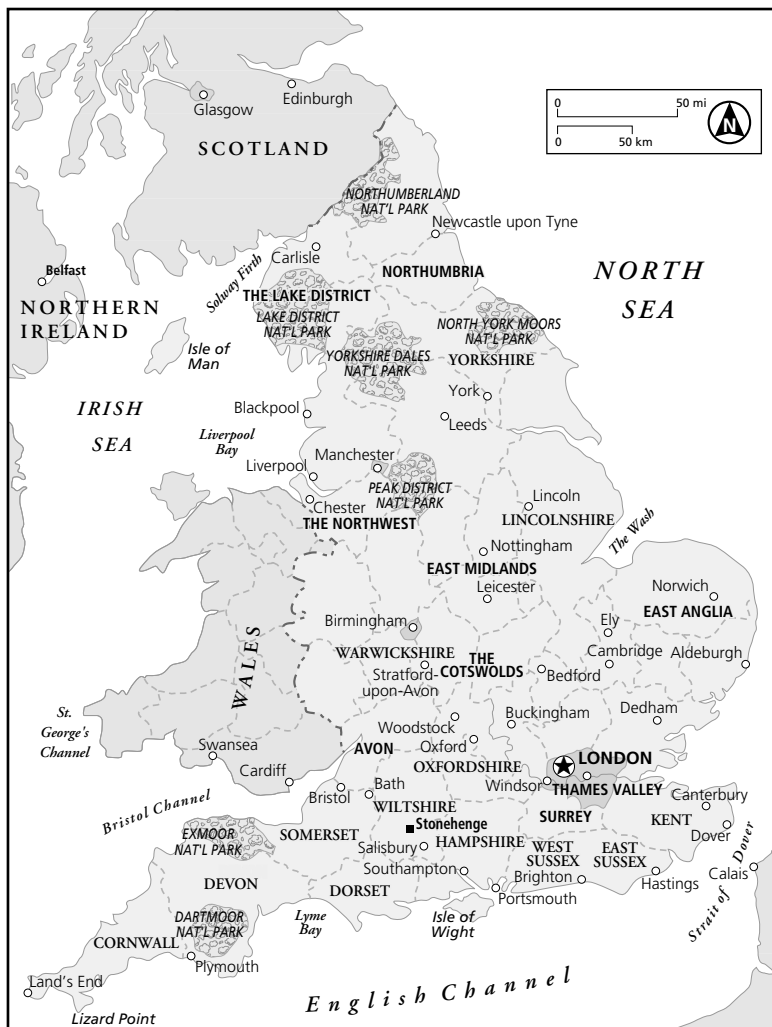 Glasgow
Edinburgh
0 50 mi
0 50 km
N
SCOTLAND
NORTHUMBERLAND
NAT'L PARK
Newcastle upon Tyne
Carlisle
Solway Firth
Belfast
NORTHUMBRIA
NORTH
SEA
NORTHERN
IRELAND
THE LAKE DISTRICT
LAKE DISTRICT
NAT'L PARK
NORTH YORK MOORS
NAT'L PARK
Isle of
Man
YORKSHIRE DALES
NAT'L PARK
YORKSHIRE
York
IRISH
SEA
Blackpool
Leeds
Liverpool
Bay
Manchester
Liverpool
PEAK DISTRICT
NAT'L PARK
Chester
Lincoln
THE NORTHWEST
LINCOLNSHIRE
The Wash
Nottingham
EAST MIDLANDS
Leicester
Norwich
EAST ANGLIA
Birmingham
Ely
WALES
WARWICKSHIRE
THE
COTSWOLDS
Cambridge
Aldeburgh
Stratford-
upon-Avon
Bedford
St.
George's
Channel
Woodstock
Buckingham
Dedham
Swansea
AVON
Oxford
LONDON
Cardiff
OXFORDSHIRE
Windsor
THAMES VALLEY
Bristol Channel
Bristol
Bath
WILTSHIRE
Canterbury
SURREY
KENT
Stonehenge
Dover
EXMOOR
NAT'L PARK
SOMERSET
HAMPSHIRE
Salisbury
WEST
SUSSEX
EAST
SUSSEX
Strait of Dover
Calais
Southampton
Brighton
Hastings
DEVON
DORSET
Portsmouth
DARTMOOR
NAT'L PARK
Lyme
Bay
Isle of
Wight
CORNWALL
Plymouth
Land's End
English Channel
Lizard Point